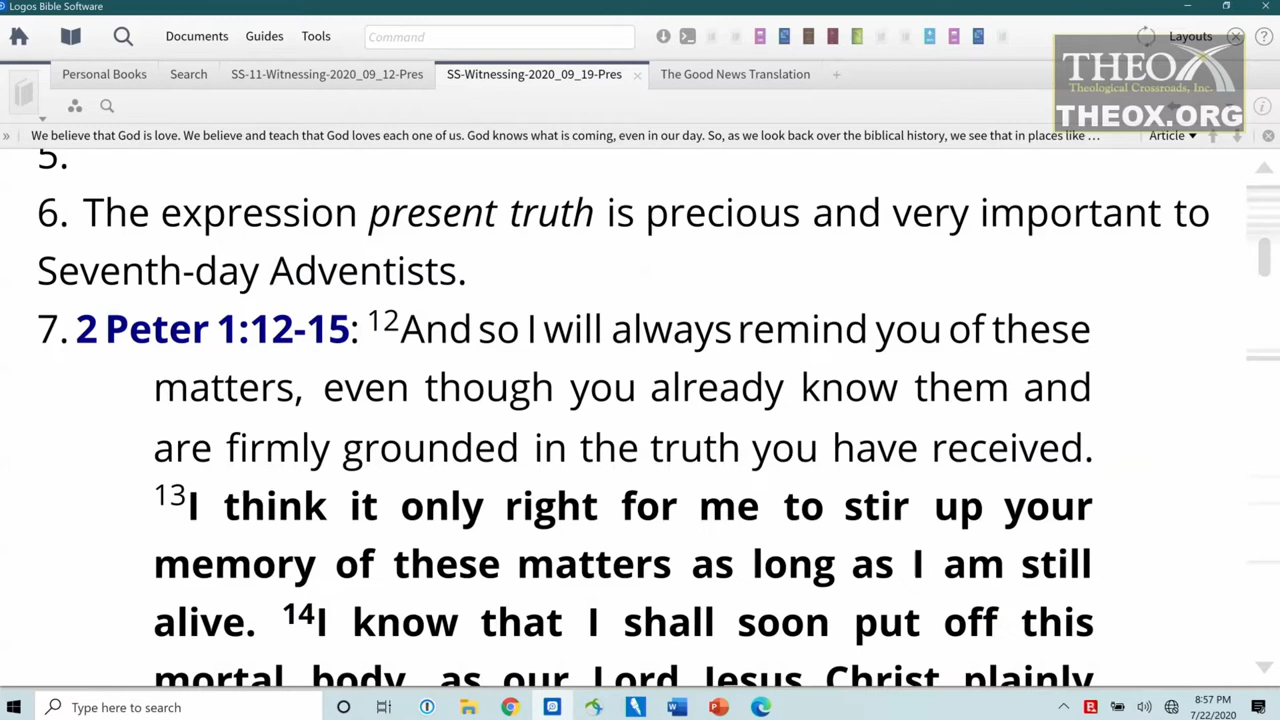 Logos Bible Software
Documents Guides Tools Command Layouts
Personal Books Search SS-11-Witnessing-2020_09_12-Pres SS-Witnessing-2020_09_19-Pres The Good News Translation
THEOX
Theological Crossroads, Inc.
THEOX.ORG
» We believe that God is love. We believe and teach that God loves each one of us. God knows what is coming, even in our day. So, as we look back over the biblical history, we see that in places like ... Article
5.
6. The expression present truth is precious and very important to
Seventh-day Adventists.
7. 2 Peter 1:12-15: 12And so I will always remind you of these
matters, even though you already know them and
are firmly grounded in the truth you have received.
13I think it only right for me to stir up your
memory of these matters as long as I am still
alive. 14I know that I shall soon put off this
mortal body, as our Lord Jesus Christ plainly
Type here to search
8:57 PM
7/22/2020